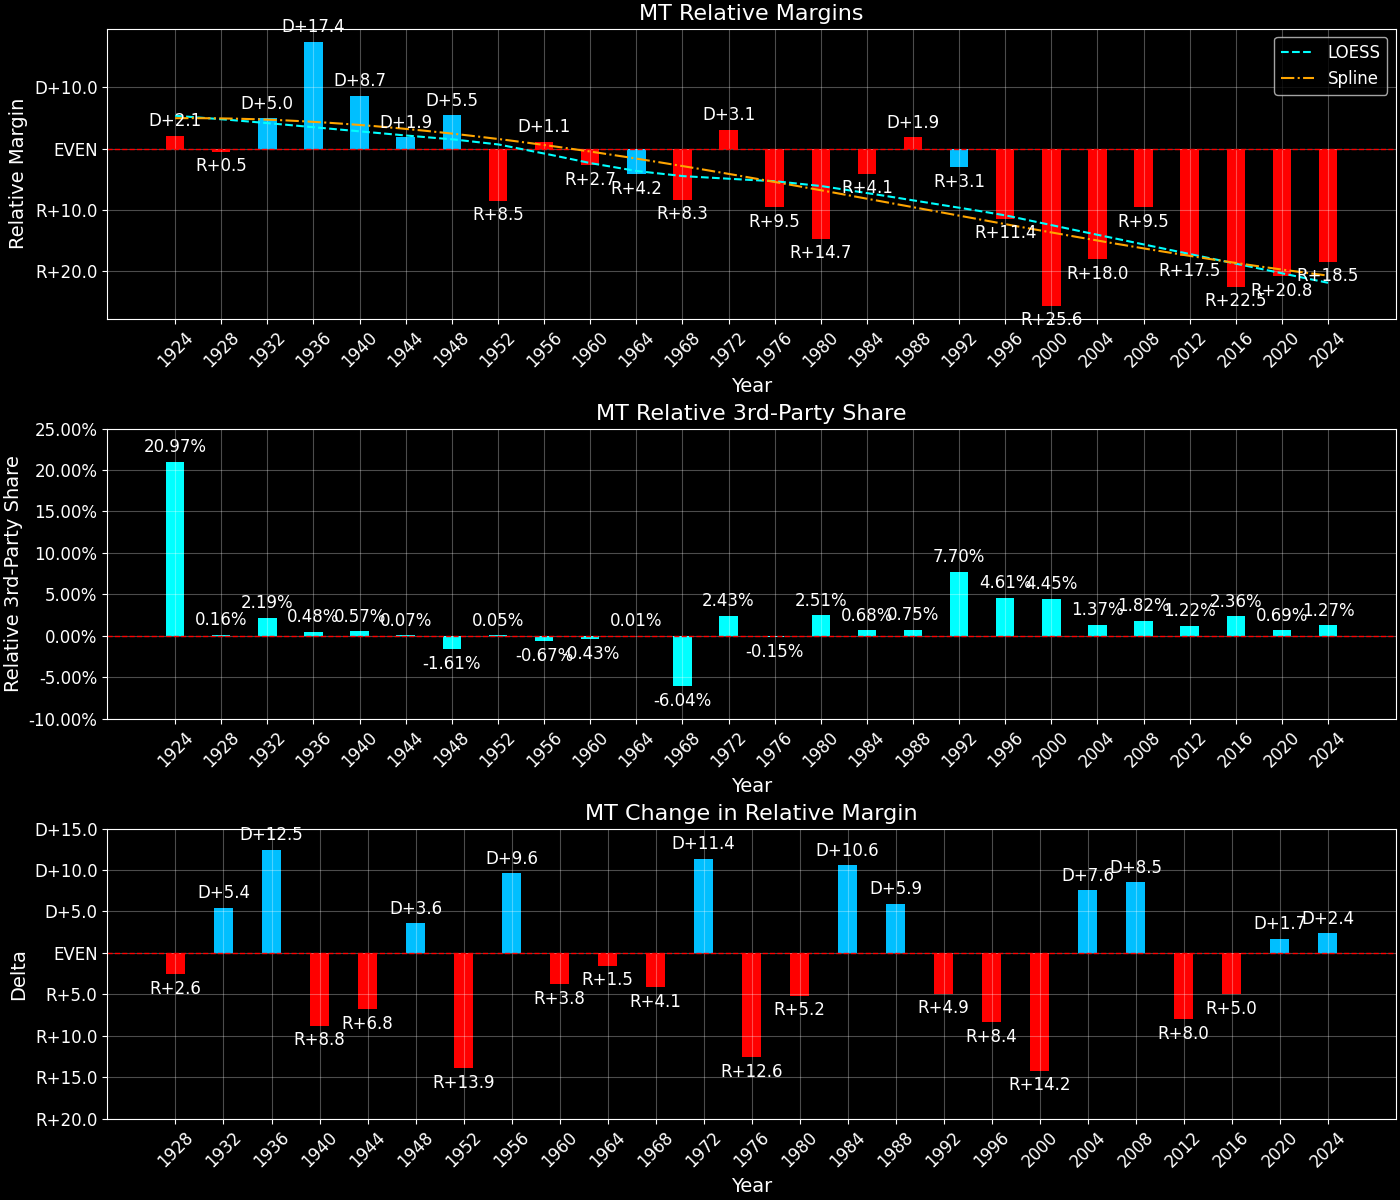 MT Relative Margins
Relative Margin
D+10.0
EVEN
R+10.0
R+20.0
D+2.1
R+0.5
D+5.0
D+17.4
D+8.7
D+1.9
D+5.5
R+8.5
D+1.1
R+2.7
R+4.2
R+8.3
D+3.1
R+9.5
R+14.7
R+4.1
D+1.9
R+3.1
R+11.4
R+25.6
R+18.0
R+9.5
R+17.5
R+22.5
R+20.8
R+18.5
LOESS
Spline
1924 1928 1932 1936 1940 1944 1948 1952 1956 1960 1964 1968 1972 1976 1980 1984 1988 1992 1996 2000 2004 2008 2012 2016 2020 2024
Year
MT Relative 3rd-Party Share
Relative 3rd-Party Share
25.00%
20.00%
15.00%
10.00%
5.00%
0.00%
-5.00%
-10.00%
20.97%
0.16%
2.19%
0.48%
0.57%
0.07%
-1.61%
0.05%
-0.67%
-0.43%
0.01%
-6.04%
2.43%
-0.15%
2.51%
0.68%
0.75%
7.70%
4.61%
4.45%
1.37%
1.82%
1.22%
2.36%
0.69%
1.27%
1924 1928 1932 1936 1940 1944 1948 1952 1956 1960 1964 1968 1972 1976 1980 1984 1988 1992 1996 2000 2004 2008 2012 2016 2020 2024
Year
MT Change in Relative Margin
Delta
D+15.0
D+10.0
D+5.0
EVEN
R+5.0
R+10.0
R+15.0
R+20.0
R+2.6
D+5.4
D+12.5
R+8.8
R+6.8
D+3.6
R+13.9
D+9.6
R+3.8
R+1.5
R+4.1
D+11.4
R+12.6
R+5.2
D+10.6
D+5.9
R+4.9
R+8.4
R+14.2
D+7.6
D+8.5
R+8.0
R+5.0
D+1.7
D+2.4
1928 1932 1936 1940 1944 1948 1952 1956 1960 1964 1968 1972 1976 1980 1984 1988 1992 1996 2000 2004 2008 2012 2016 2020 2024
Year